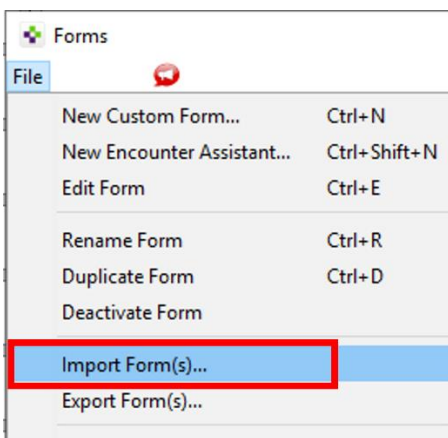 Forms
File
New Custom Form... Ctrl+N
New Encounter Assistant... Ctrl+Shift+N
Edit Form Ctrl+E
Rename Form Ctrl+R
Duplicate Form Ctrl+D
Deactivate Form
Import Form(s)...
Export Form(s)...